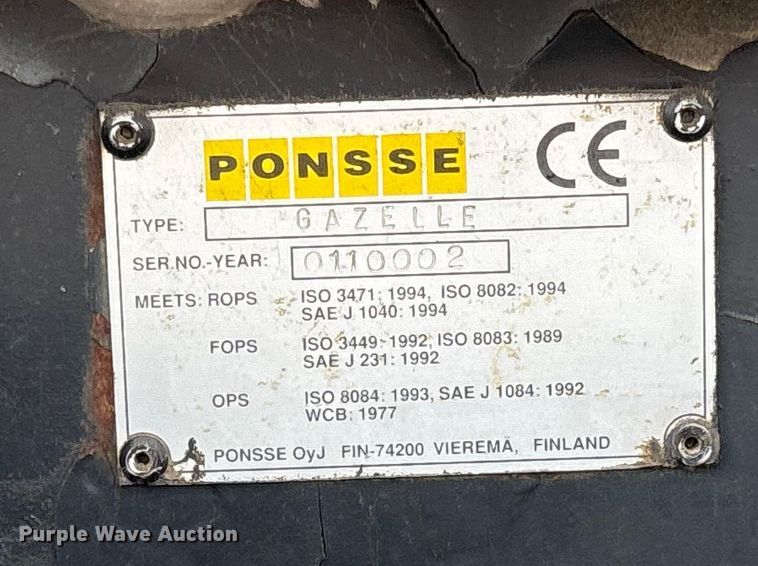 PONSSE CE
TYPE: GAZELLE
SER.NO.-YEAR: 0110002
MEETS: ROPS ISO 3471: 1994, ISO 8082: 1994
SAE J 1040: 1994
FOPS ISO 3449-1992, ISO 8083: 1989
SAE J 231: 1992
OPS ISO 8084: 1993, SAE J 1084: 1992
WCB: 1977
PONSSE OyJ FIN-74200 VIEREMÄ, FINLAND
Purple Wave Auction®